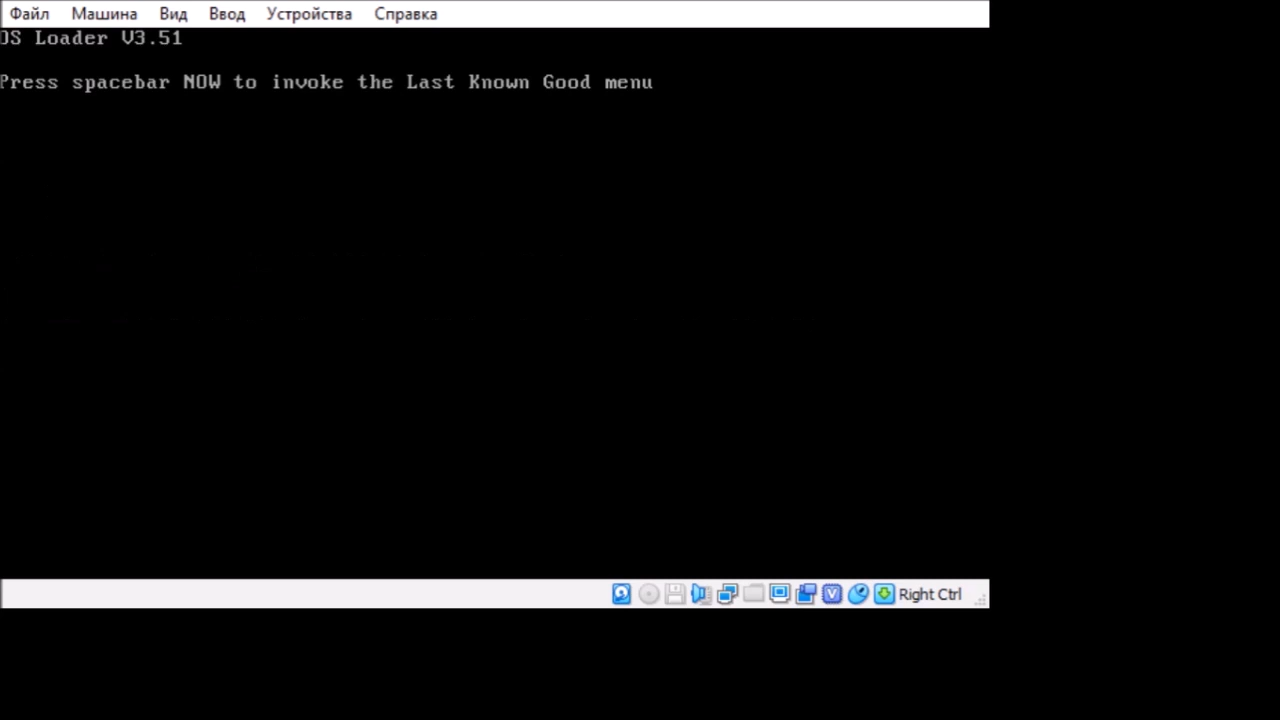 Файл Машина Вид Ввод Устройства Справка
OS Loader V3.51
Press spacebar NOW to invoke the Last Known Good menu
Right Ctrl